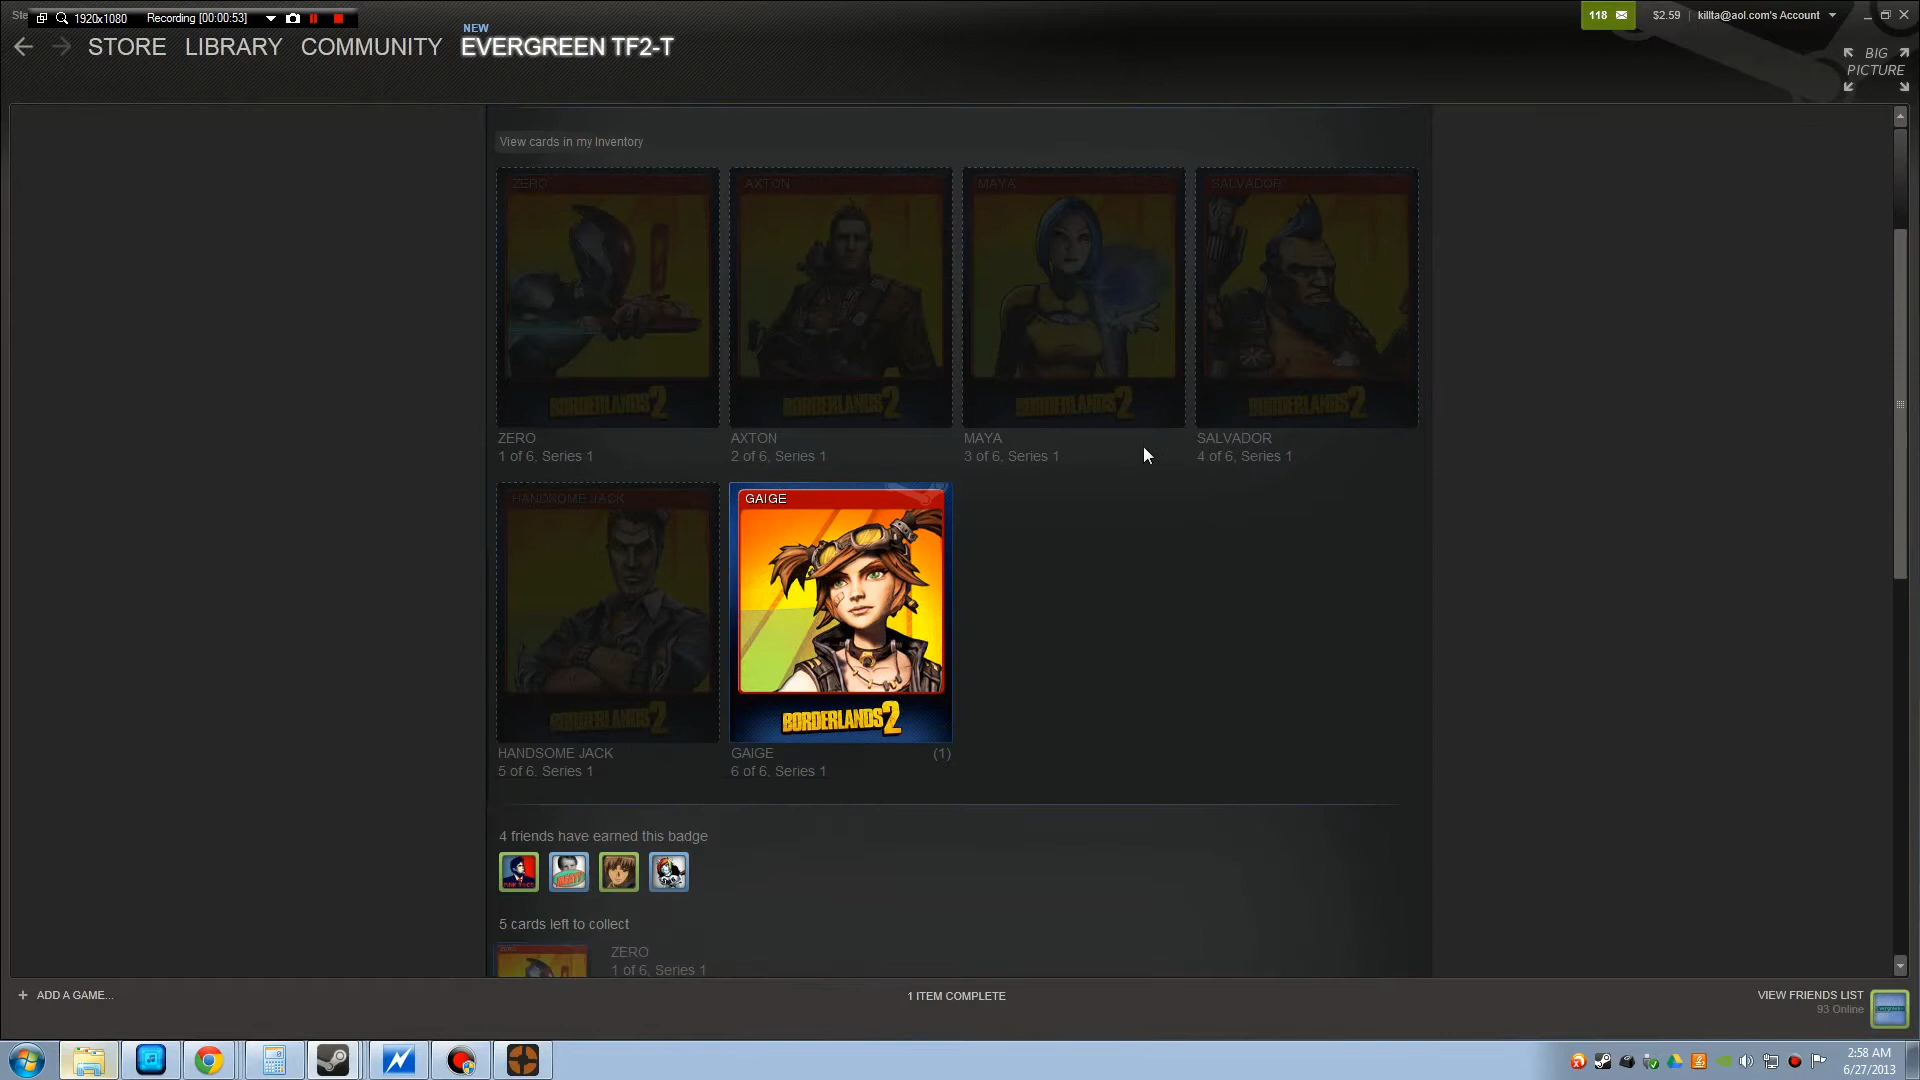 Ste
1920x1080 Recording [00:00:53]
118 $2.59 killta@aol.com's Account
NEW
STORE LIBRARY COMMUNITY EVERGREEN TF2-T
BIG
PICTURE
View cards in my Inventory
ZERO AXTON MAYA SALVADOR
BORDERLANDS 2 BORDERLANDS 2 BORDERLANDS 2 BORDERLANDS 2
ZERO AXTON MAYA SALVADOR
1 of 6, Series 1 2 of 6, Series 1 3 of 6, Series 1 4 of 6, Series 1
HANDSOME JACK GAIGE
BORDERLANDS 2 BORDERLANDS 2
HANDSOME JACK GAIGE (1)
5 of 6, Series 1 6 of 6, Series 1
4 friends have earned this badge
5 cards left to collect
ZERO ZERO
1 of 6, Series 1
+ ADD A GAME... 1 ITEM COMPLETE VIEW FRIENDS LIST
93 Online
2:58 AM
6/27/2013